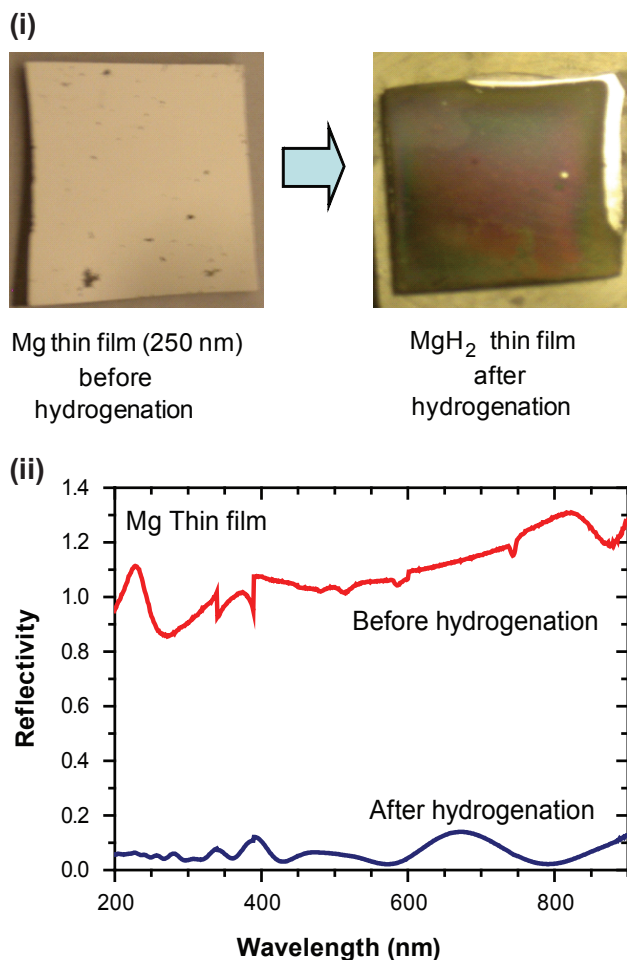 (i)
Mg thin film (250 nm)
before
hydrogenation
MgH₂ thin film
after
hydrogenation
(ii)
1.4
1.2
1.0
0.8
0.6
0.4
0.2
0.0
Mg Thin film
Before hydrogenation
After hydrogenation
Reflectivity
200
400
600
800
Wavelength (nm)